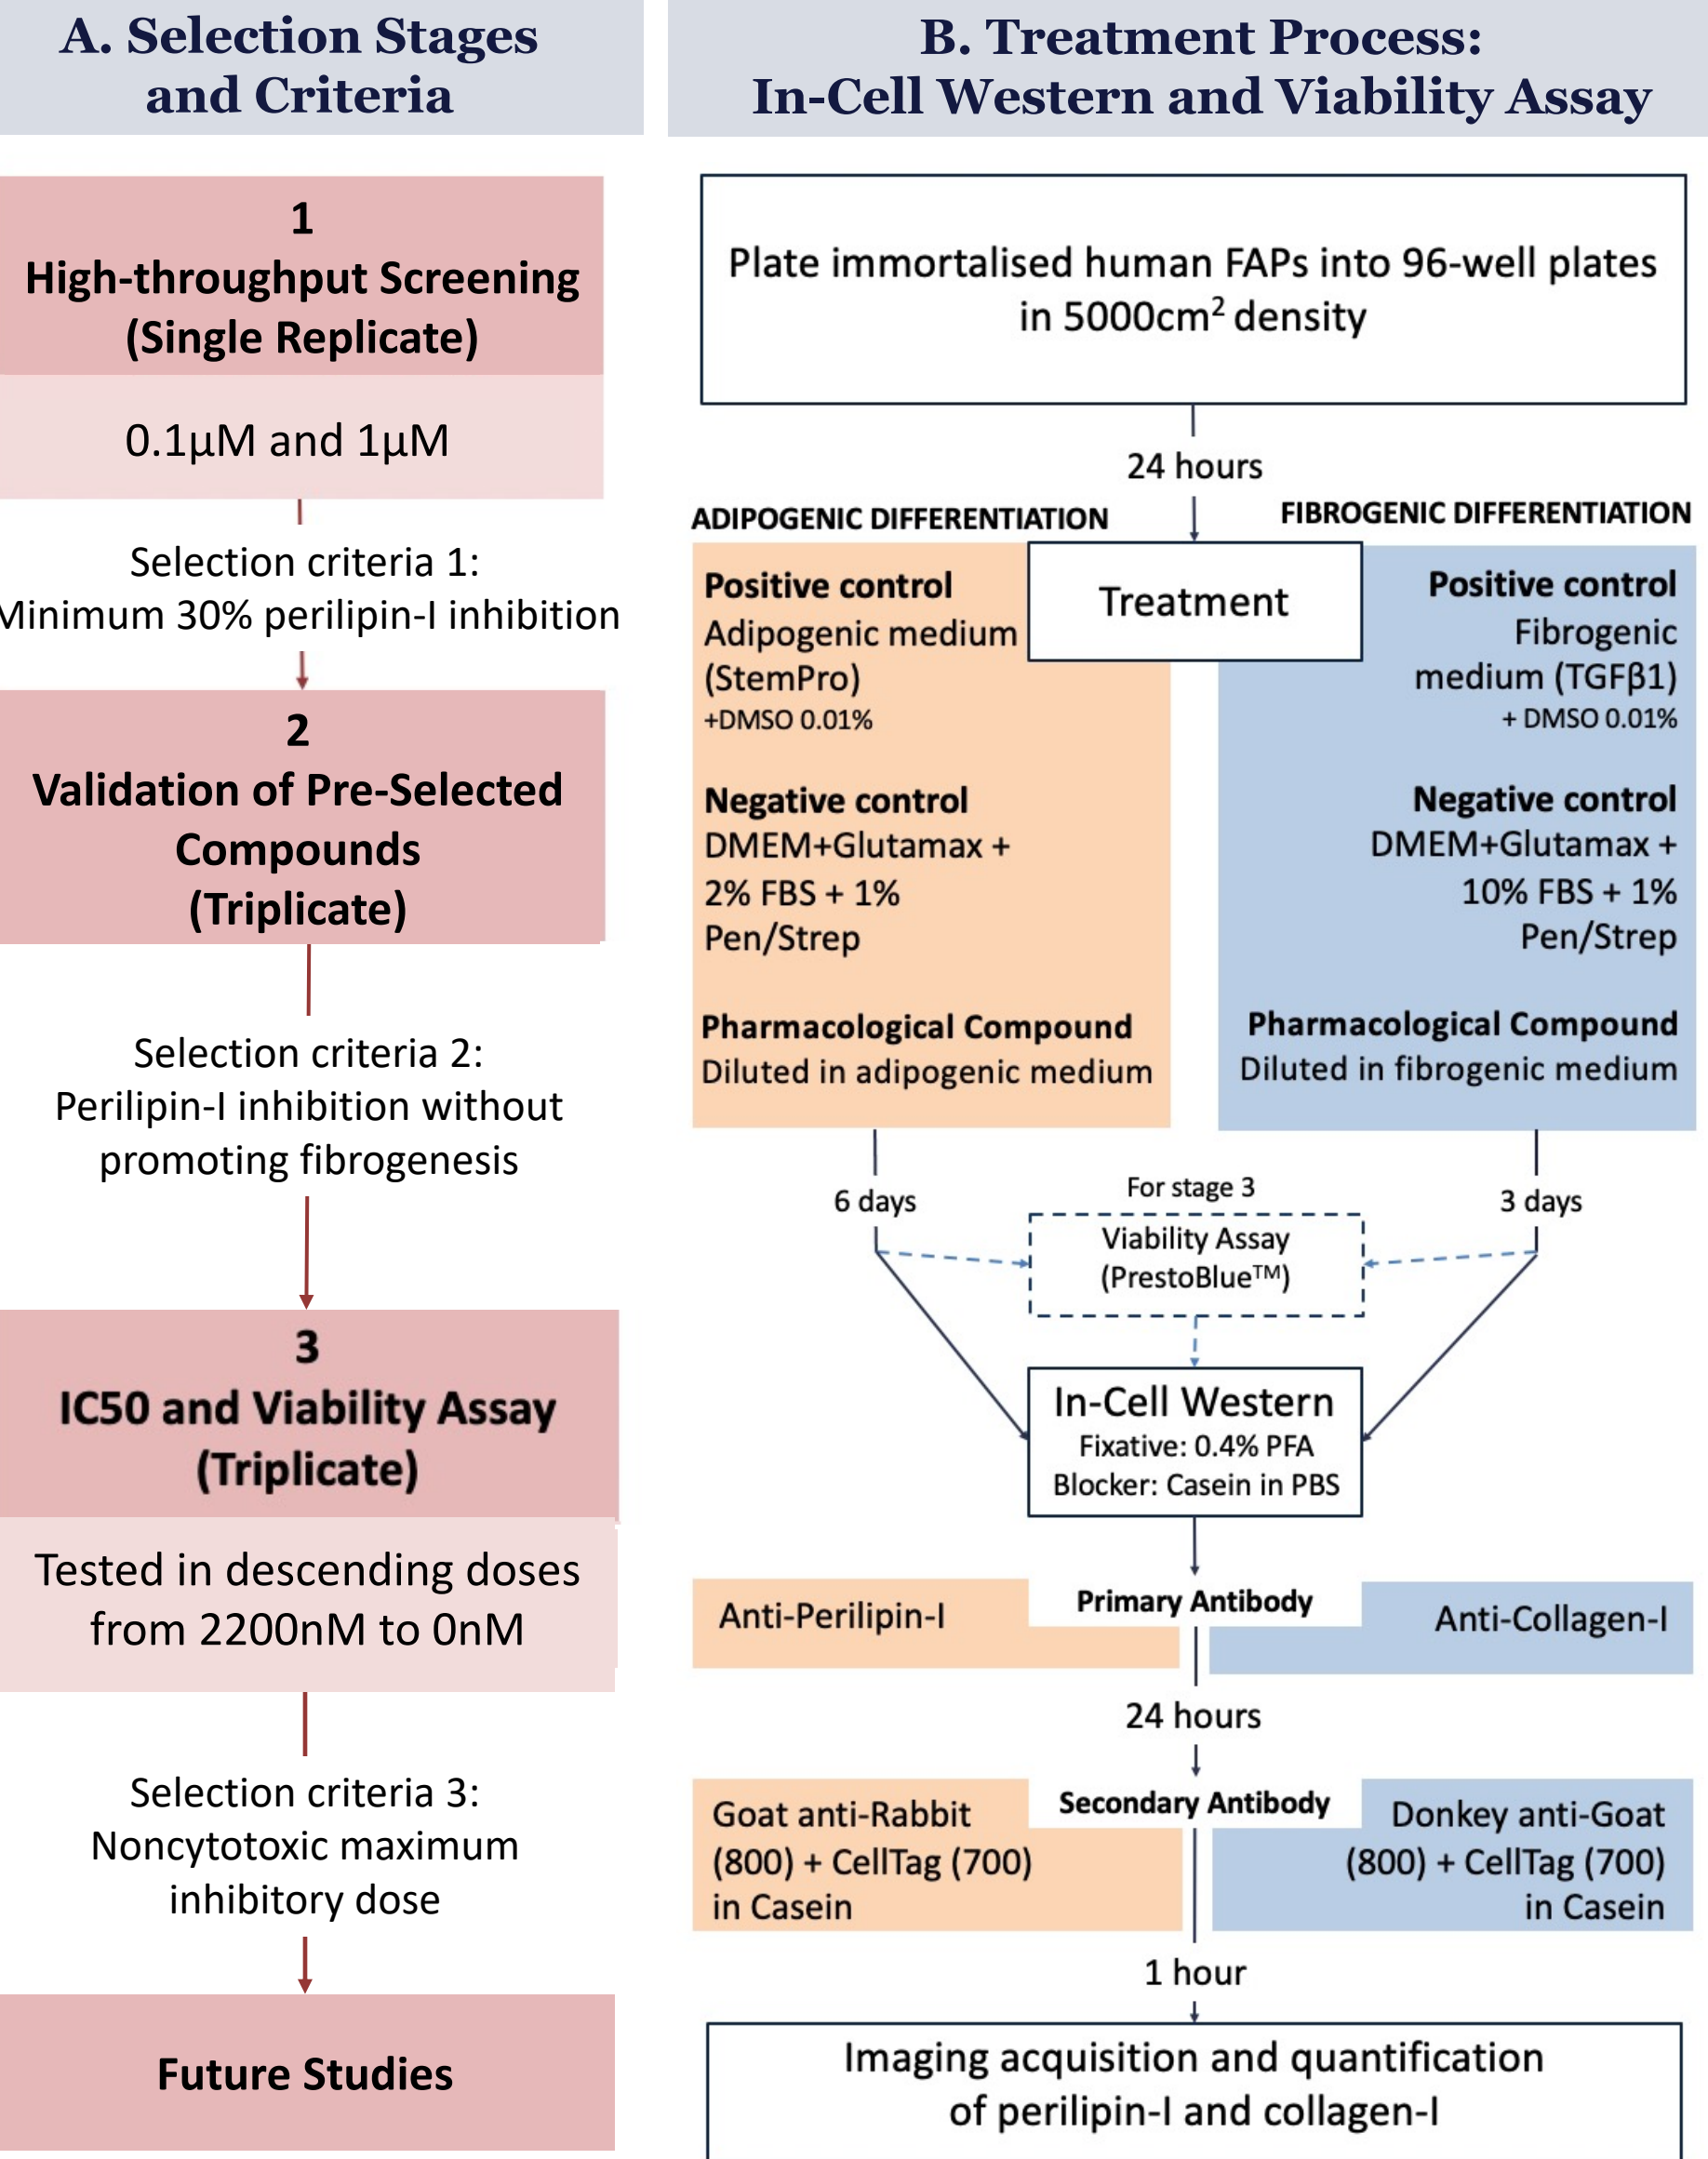 A. Selection Stages
and Criteria
1
High-throughput Screening
(Single Replicate)
0.1µM and 1µM
Selection criteria 1:
Minimum 30% perilipin-I inhibition
2
Validation of Pre-Selected
Compounds
(Triplicate)
Selection criteria 2:
Perilipin-I inhibition without
promoting fibrogenesis
3
IC50 and Viability Assay
(Triplicate)
Tested in descending doses
from 2200nM to 0nM
Selection criteria 3:
Noncytotoxic maximum
inhibitory dose
Future Studies
B. Treatment Process:
In-Cell Western and Viability Assay
Plate immortalised human FAPs into 96-well plates
in 5000cm² density
24 hours
ADIPOGENIC DIFFERENTIATION
Positive control
Adipogenic medium
(StemPro)
+DMSO 0.01%
Negative control
DMEM+Glutamax +
2% FBS + 1%
Pen/Strep
Pharmacological Compound
Diluted in adipogenic medium
Treatment
FIBROGENIC DIFFERENTIATION
Positive control
Fibrogenic
medium (TGFβ1)
+ DMSO 0.01%
Negative control
DMEM+Glutamax +
10% FBS + 1%
Pen/Strep
Pharmacological Compound
Diluted in fibrogenic medium
6 days
For stage 3
3 days
Viability Assay
(PrestoBlue™)
In-Cell Western
Fixative: 0.4% PFA
Blocker: Casein in PBS
Primary Antibody
Anti-Perilipin-I
Anti-Collagen-I
24 hours
Secondary Antibody
Goat anti-Rabbit
(800) + CellTag (700)
in Casein
Donkey anti-Goat
(800) + CellTag (700)
in Casein
1 hour
Imaging acquisition and quantification
of perilipin-I and collagen-I